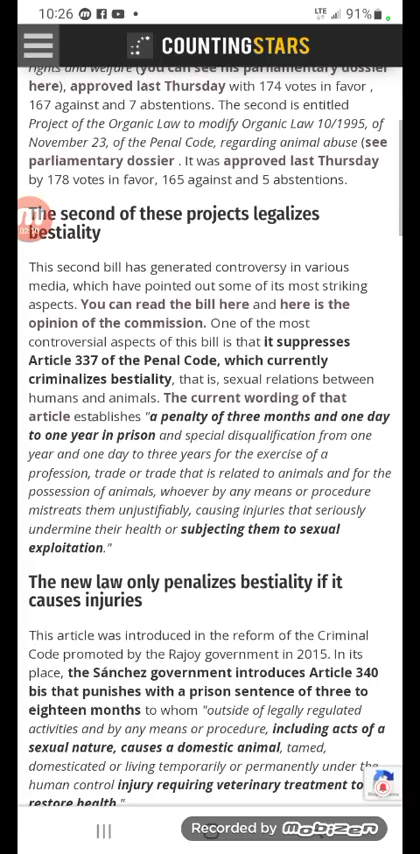 10:26
LTE
91%
COUNTINGSTARS
rights and welfare (you can see his parliamentary dossier
here), approved last Thursday with 174 votes in favor ,
167 against and 7 abstentions. The second is entitled
Project of the Organic Law to modify Organic Law 10/1995, of
November 23, of the Penal Code, regarding animal abuse (see
parliamentary dossier . It was approved last Thursday
by 178 votes in favor, 165 against and 5 abstentions.
The second of these projects legalizes
bestiality
This second bill has generated controversy in various
media, which have pointed out some of its most striking
aspects. You can read the bill here and here is the
opinion of the commission. One of the most
controversial aspects of this bill is that it suppresses
Article 337 of the Penal Code, which currently
criminalizes bestiality, that is, sexual relations between
humans and animals. The current wording of that
article establishes "a penalty of three months and one day
to one year in prison and special disqualification from one
year and one day to three years for the exercise of a
profession, trade or trade that is related to animals and for the
possession of animals, whoever by any means or procedure
mistreats them unjustifiably, causing injuries that seriously
undermine their health or subjecting them to sexual
exploitation."
The new law only penalizes bestiality if it
causes injuries
This article was introduced in the reform of the Criminal
Code promoted by the Rajoy government in 2015. In its
place, the Sánchez government introduces Article 340
bis that punishes with a prison sentence of three to
eighteen months to whom "outside of legally regulated
activities and by any means or procedure, including acts of a
sexual nature, causes a domestic animal, tamed,
domesticated or living temporarily or permanently under the
human control injury requiring veterinary treatment to
restore health."
Recorded by mobizen